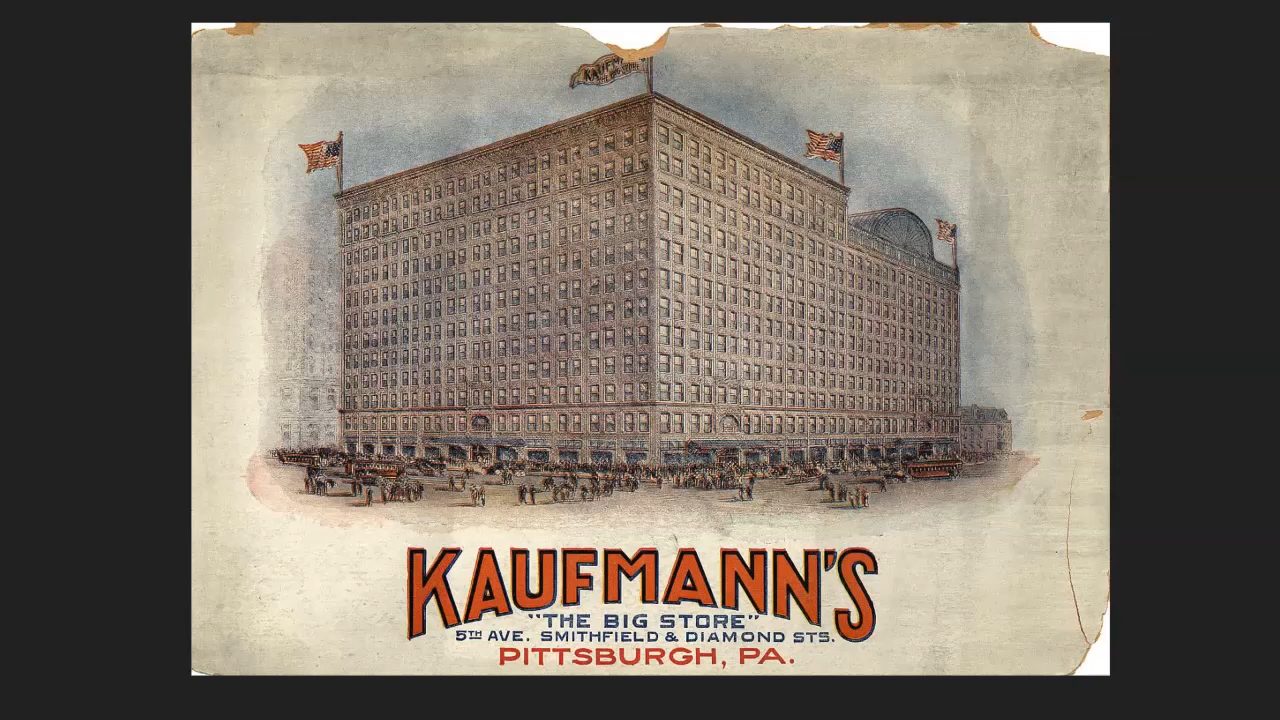 KAUFMANN'S
"THE BIG STORE"
5TH AVE. SMITHFIELD & DIAMOND STS.
PITTSBURGH, PA.